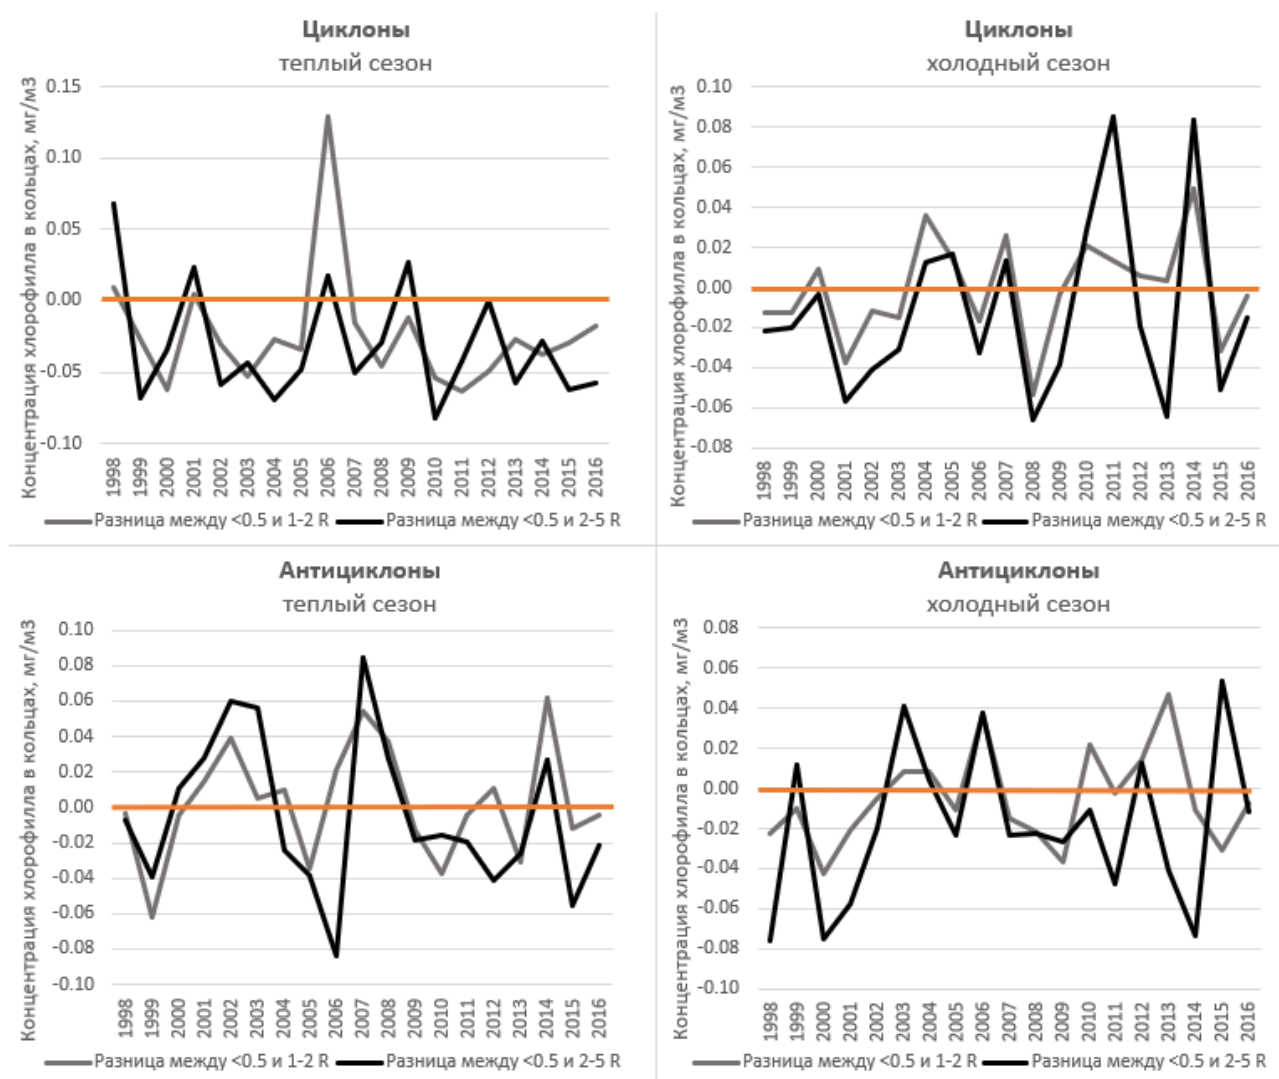 Циклоны
теплый сезон
Концентрация хлорофилла в кольцах, мг/м3
0.15
0.10
0.05
0.00
-0.05
-0.10
1998 1999 2000 2001 2002 2003 2004 2005 2006 2007 2008 2009 2010 2011 2012 2013 2014 2015 2016
Разница между <0.5 и 1-2 R Разница между <0.5 и 2-5 R
Циклоны
холодный сезон
Концентрация хлорофилла в кольцах, мг/м3
0.10
0.08
0.06
0.04
0.02
0.00
-0.02
-0.04
-0.06
-0.08
1998 1999 2000 2001 2002 2003 2004 2005 2006 2007 2008 2009 2010 2011 2012 2013 2014 2015 2016
Разница между <0.5 и 1-2 R Разница между <0.5 и 2-5 R
Антициклоны
теплый сезон
Концентрация хлорофилла в кольцах, мг/м3
0.10
0.08
0.06
0.04
0.02
0.00
-0.02
-0.04
-0.06
-0.08
-0.10
1998 1999 2000 2001 2002 2003 2004 2005 2006 2007 2008 2009 2010 2011 2012 2013 2014 2015 2016
Разница между <0.5 и 1-2 R Разница между <0.5 и 2-5 R
Антициклоны
холодный сезон
Концентрация хлорофилла в кольцах, мг/м3
0.08
0.06
0.04
0.02
0.00
-0.02
-0.04
-0.06
-0.08
-0.10
1998 1999 2000 2001 2002 2003 2004 2005 2006 2007 2008 2009 2010 2011 2012 2013 2014 2015 2016
Разница между <0.5 и 1-2 R Разница между <0.5 и 2-5 R